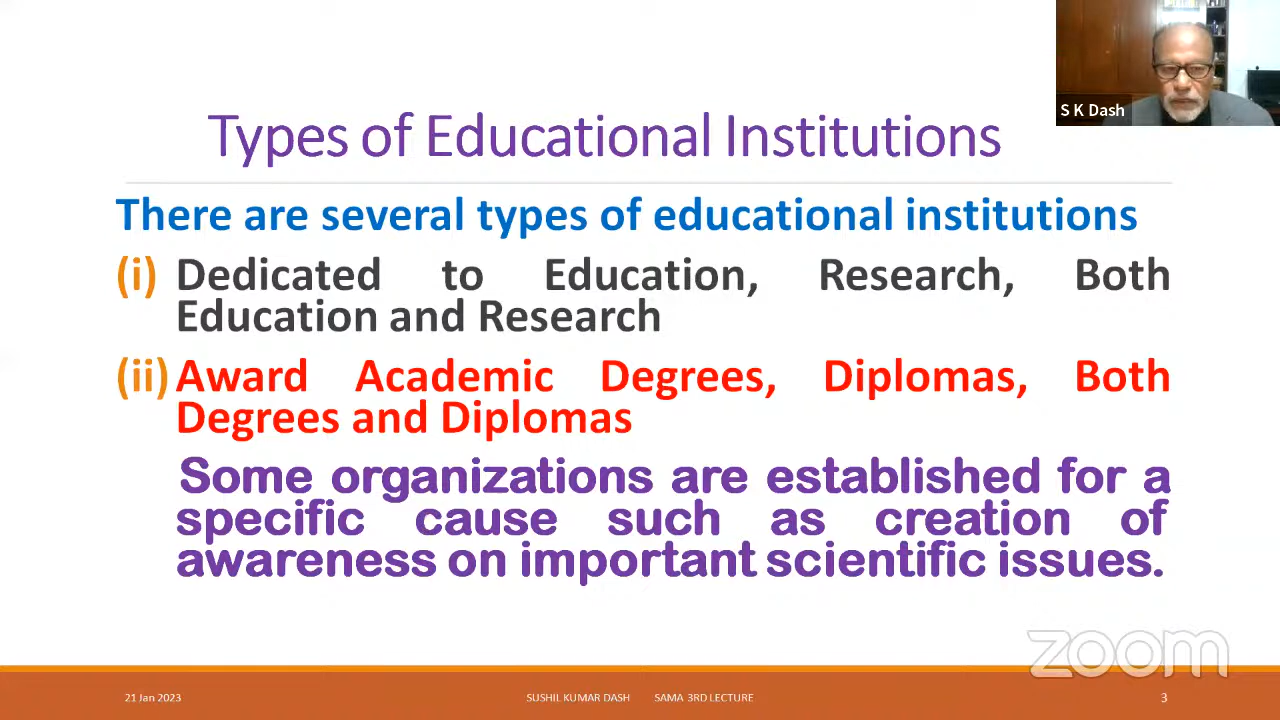 S K Dash
Types of Educational Institutions
There are several types of educational institutions
(i) Dedicated to Education, Research, Both
Education and Research
(ii) Award Academic Degrees, Diplomas, Both
Degrees and Diplomas
Some organizations are established for a
specific cause such as creation of
awareness on important scientific issues.
zoom
21 Jan 2023 SUSHIL KUMAR DASH SAMA 3RD LECTURE 3